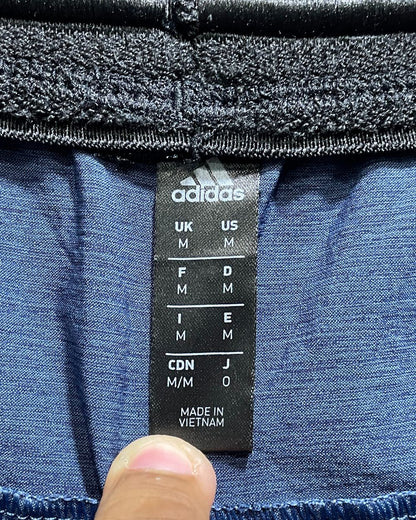 adidas
UK US
M M
F D
M M
I E
M M
CDN J
M/M O
MADE IN
VIETNAM